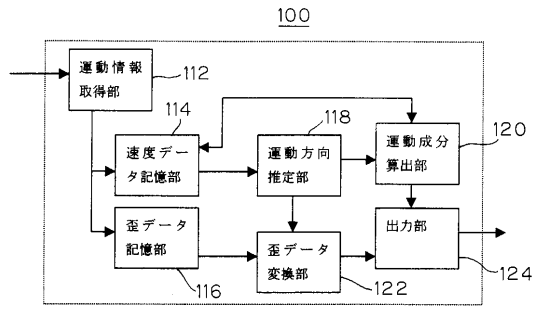 100
運動情報
取得部
112
114
速度デー
タ記憶部
118
運動方向
推定部
運動成分
算出部
120
歪データ
記憶部
116
歪データ
変換部
122
出力部
124